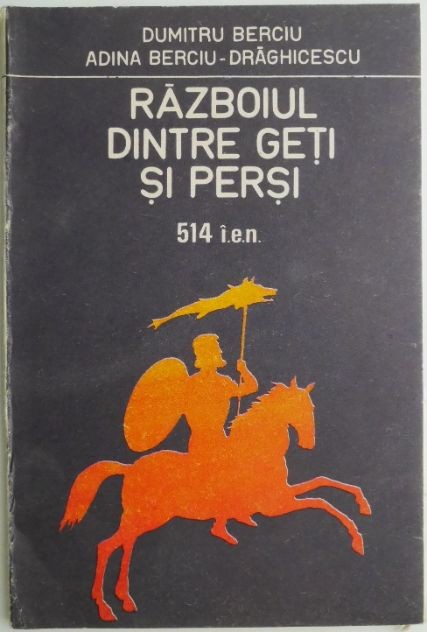 DUMITRU BERCIU
ADINA BERCIU-DRĂGHICESCU
RĂZBOIUL
DINTRE GEȚI
ȘI PERȘI
514 î.e.n.